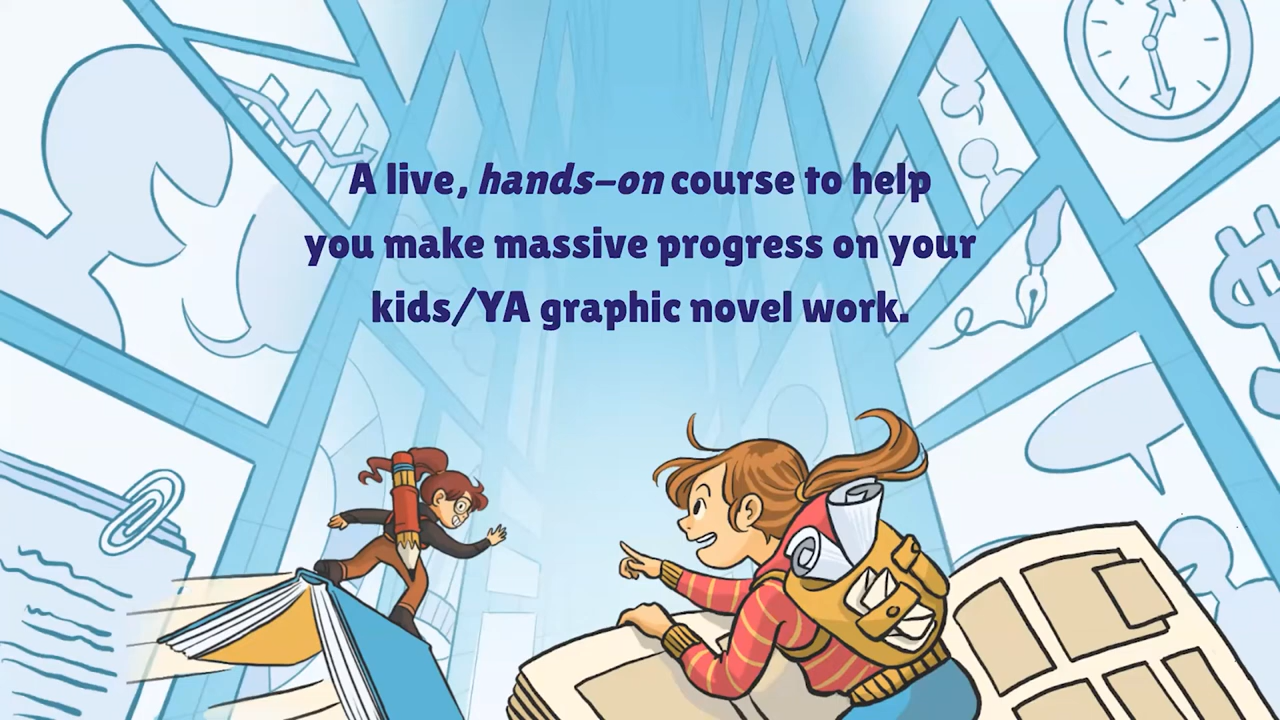 A live, hands-on course to help
you make massive progress on your
kids/YA graphic novel work.